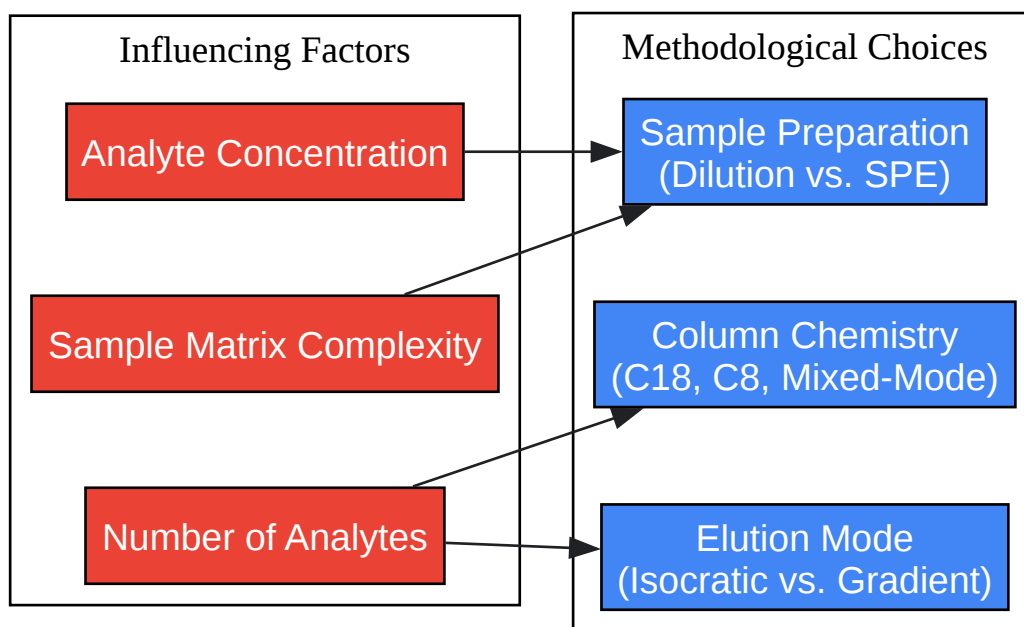 Influencing Factors
Analyte Concentration
Sample Matrix Complexity
Number of Analytes
Methodological Choices
Sample Preparation
(Dilution vs. SPE)
Column Chemistry
(C18, C8, Mixed-Mode)
Elution Mode
(Isocratic vs. Gradient)